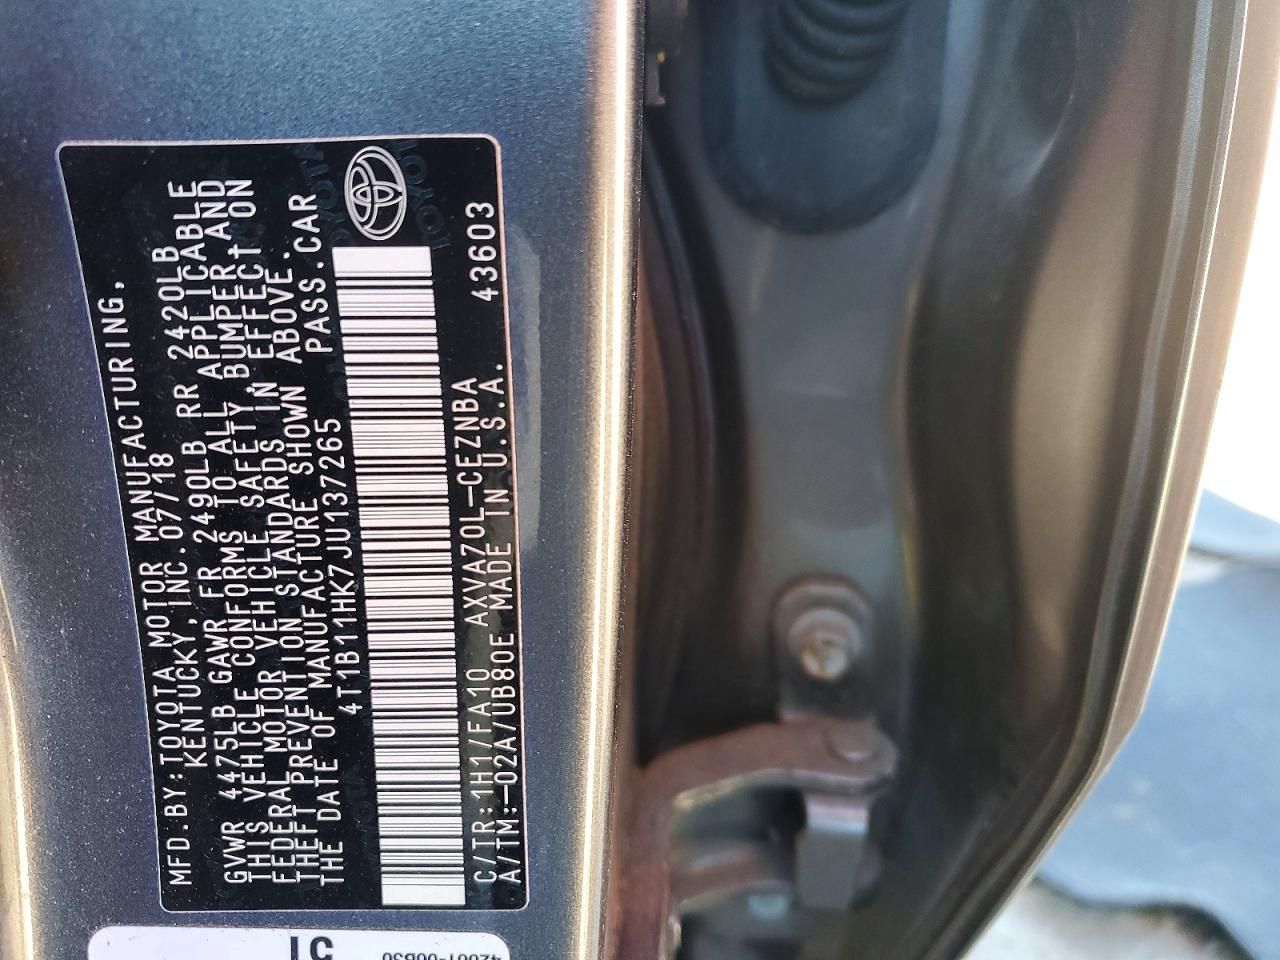 MFD.BY:TOYOTA MOTOR MANUFACTURING,
KENTUCKY,INC.07/18
GVWR 4475LB GAWR FR 2490LB RR 2420LB
THIS VEHICLE CONFORMS TO ALL APPLICABLE
FEDERAL MOTOR VEHICLE SAFETY,BUMPER,AND
THEFT PREVENTION STANDARDS IN EFFECT ON
THE DATE OF MANUFACTURE SHOWN ABOVE.
4T1B11HK7JU137265 PASS.CAR
C/TR:1H1/FA10 AXVA70L-CEZNBA 43603
A/TM:-02A/UB80E MADE IN U.S.A.